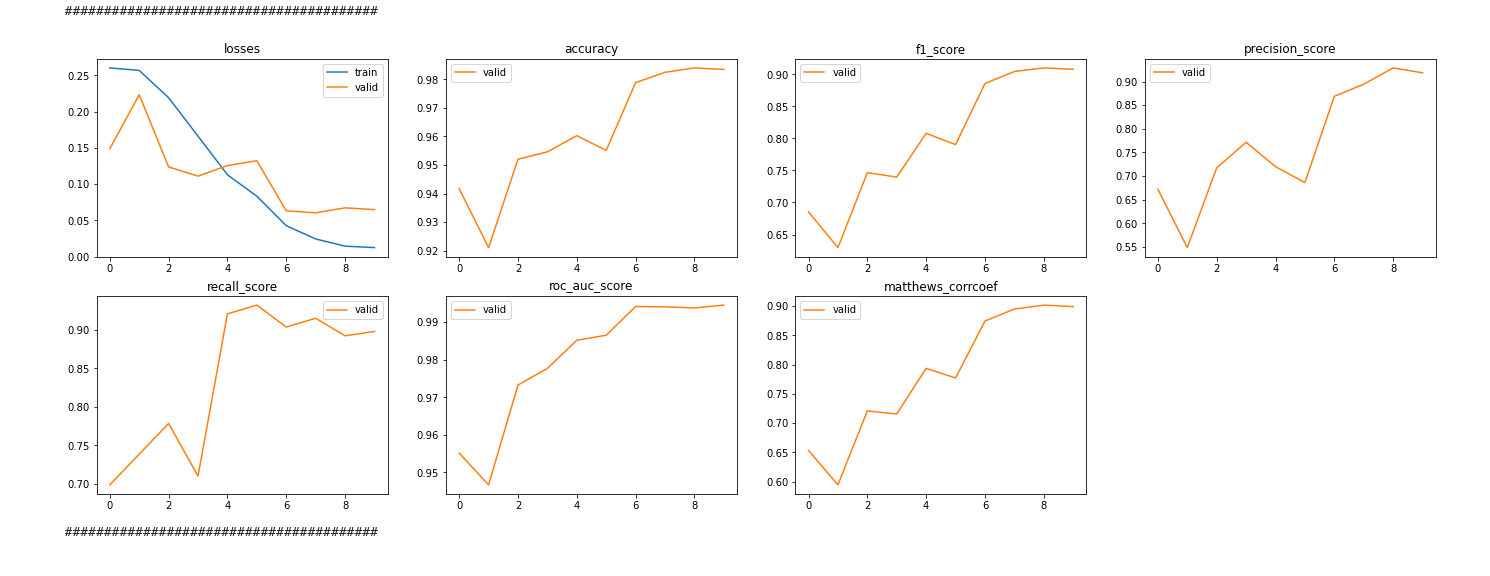 ########################################
losses
accuracy
f1_score
precision_score
train
valid
valid
valid
valid
0.25
0.20
0.15
0.10
0.05
0.00
0 2 4 6 8
0.98
0.97
0.96
0.95
0.94
0.93
0.92
0 2 4 6 8
0.90
0.85
0.80
0.75
0.70
0.65
0 2 4 6 8
0.90
0.85
0.80
0.75
0.70
0.65
0.60
0.55
0 2 4 6 8
recall_score
roc_auc_score
matthews_corrcoef
valid
valid
valid
0.90
0.85
0.80
0.75
0.70
0 2 4 6 8
0.99
0.98
0.97
0.96
0.95
0 2 4 6 8
0.90
0.85
0.80
0.75
0.70
0.65
0.60
0 2 4 6 8
########################################